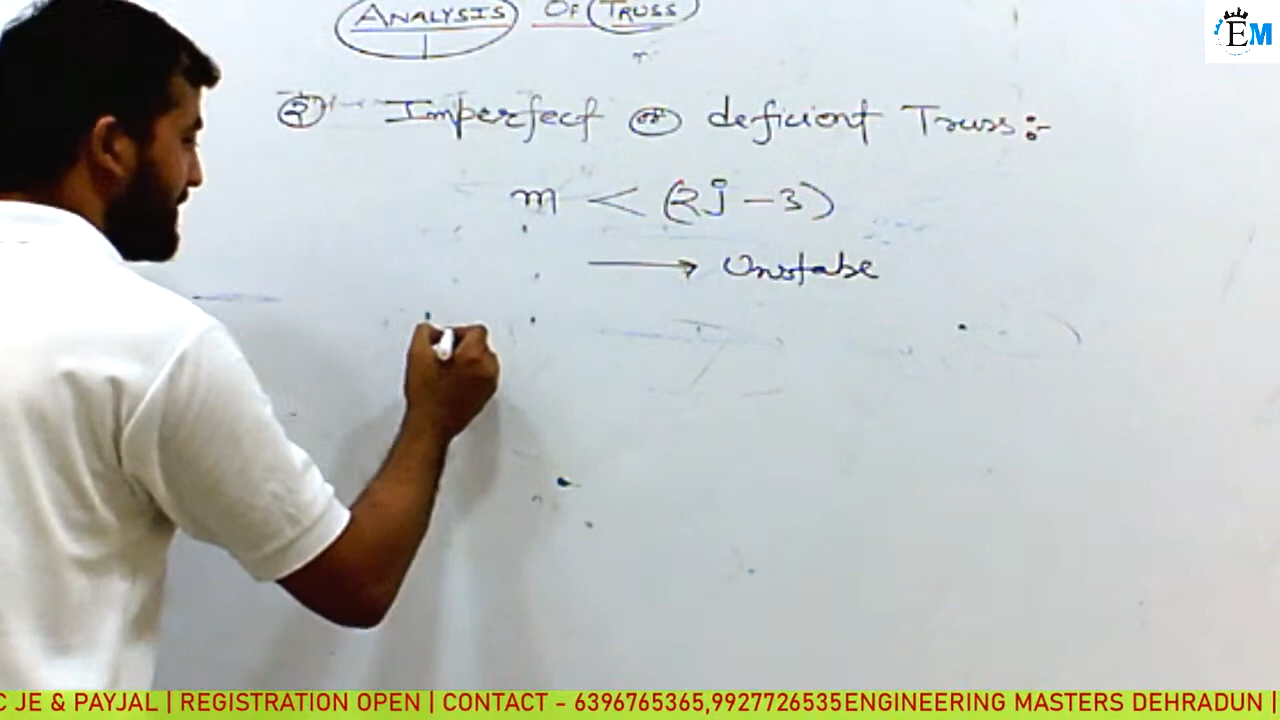 ANALYSIS OF TRUSS
EM
② Imperfect or deficient Truss:-
m < (2j - 3)
→ Unstabe
C JE & PAYJAL | REGISTRATION OPEN | CONTACT - 6396765365,9927726535ENGINEERING MASTERS DEHRADUN |